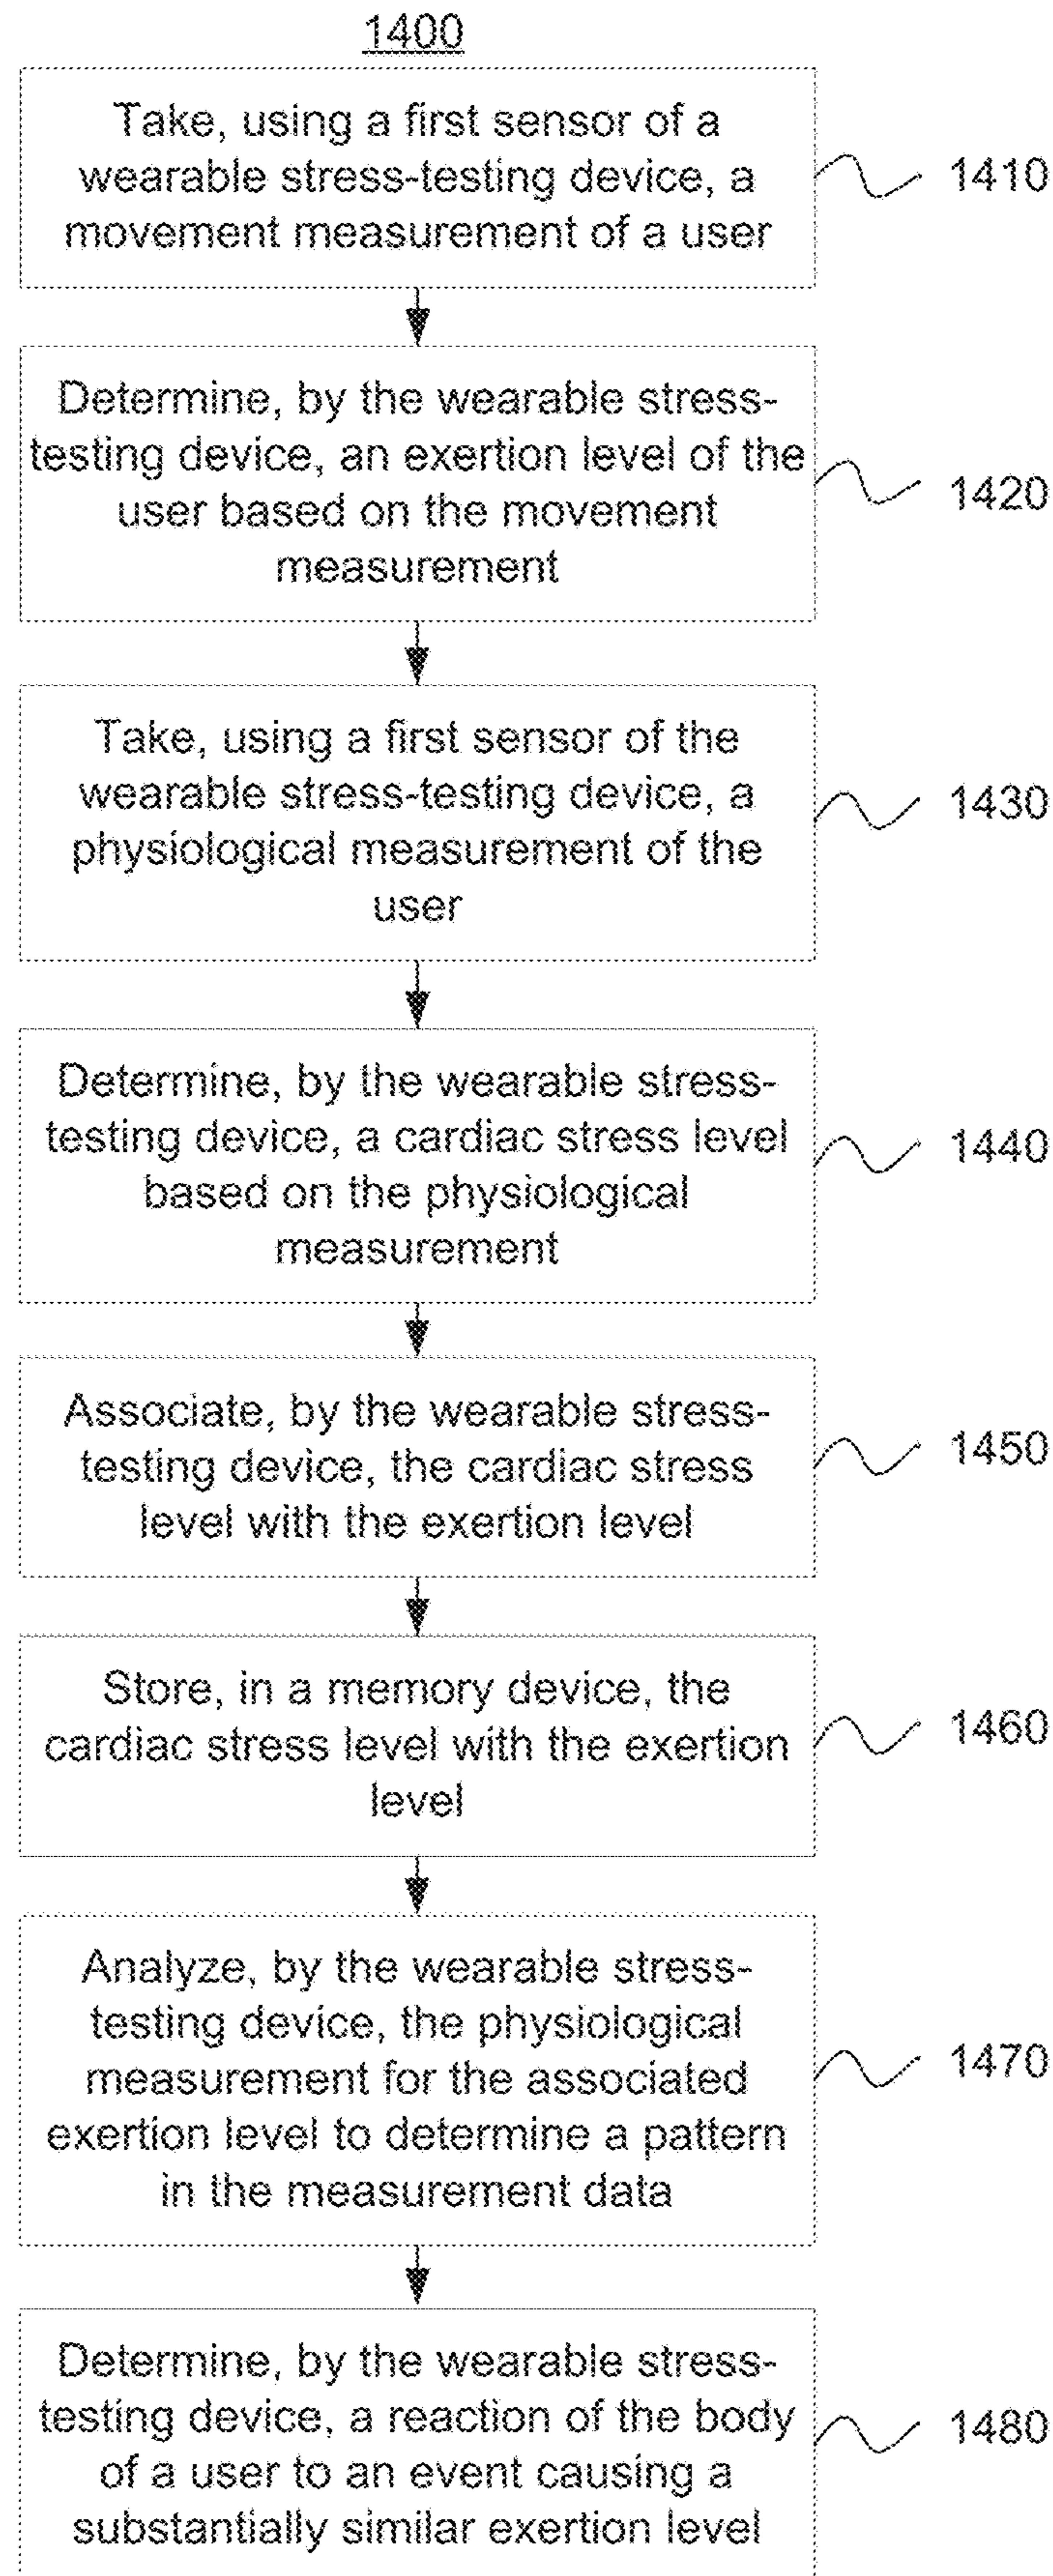 1400
Take, using a first sensor of a
wearable stress-testing device, a
movement measurement of a user
1410
Determine, by the wearable stress-
testing device, an exertion level of the
user based on the movement
measurement
1420
Take, using a first sensor of the
wearable stress-testing device, a
physiological measurement of the
user
1430
Determine, by the wearable stress-
testing device, a cardiac stress level
based on the physiological
measurement
1440
Associate, by the wearable stress-
testing device, the cardiac stress
level with the exertion level
1450
Store, in a memory device, the
cardiac stress level with the exertion
level
1460
Analyze, by the wearable stress-
testing device, the physiological
measurement for the associated
exertion level to determine a pattern
in the measurement data
1470
Determine, by the wearable stress-
testing device, a reaction of the body
of a user to an event causing a
substantially similar exertion level
1480